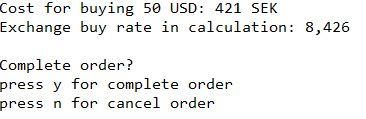 Cost for buying 50 USD: 421 SEK
Exchange buy rate in calculation: 8,426
Complete order?
press y for complete order
press n for cancel order